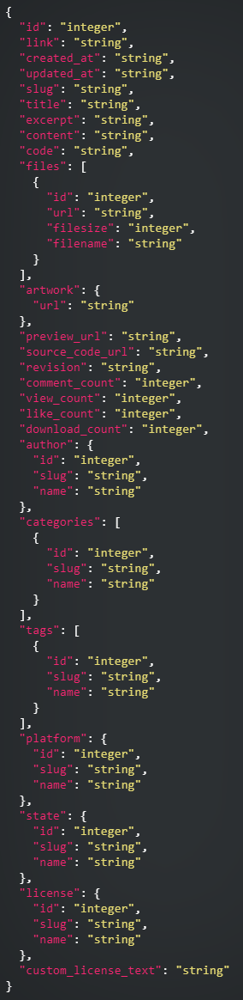 {
  "id": "integer",
  "link": "string",
  "created_at": "string",
  "updated_at": "string",
  "slug": "string",
  "title": "string",
  "excerpt": "string",
  "content": "string",
  "code": "string",
  "files": [
    {
      "id": "integer",
      "url": "string",
      "filesize": "integer",
      "filename": "string"
    }
  ],
  "artwork": {
    "url": "string"
  },
  "preview_url": "string",
  "source_code_url": "string",
  "revision": "string",
  "comment_count": "integer",
  "view_count": "integer",
  "like_count": "integer",
  "download_count": "integer",
  "author": {
    "id": "integer",
    "slug": "string",
    "name": "string"
  },
  "categories": [
    {
      "id": "integer",
      "slug": "string",
      "name": "string"
    }
  ],
  "tags": [
    {
      "id": "integer",
      "slug": "string",
      "name": "string"
    }
  ],
  "platform": {
    "id": "integer",
    "slug": "string",
    "name": "string"
  },
  "state": {
    "id": "integer",
    "slug": "string",
    "name": "string"
  },
  "license": {
    "id": "integer",
    "slug": "string",
    "name": "string"
  },
  "custom_license_text": "string"
}